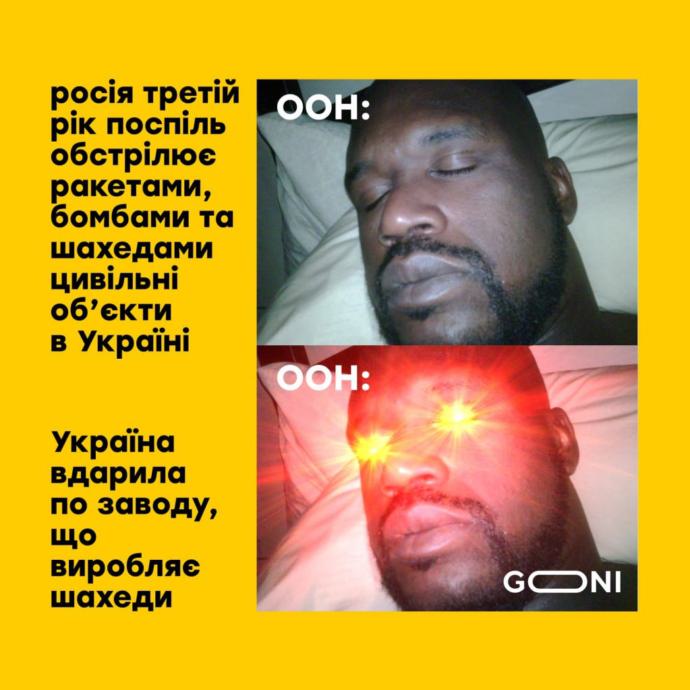 росія третій
рік поспіль
обстрілює
ракетами,
бомбами та
шахедами
цивільні
об’єкти
в Україні
ООН:
Україна
вдарила
по заводу,
що
виробляє
шахеди
ООН:
GOONI